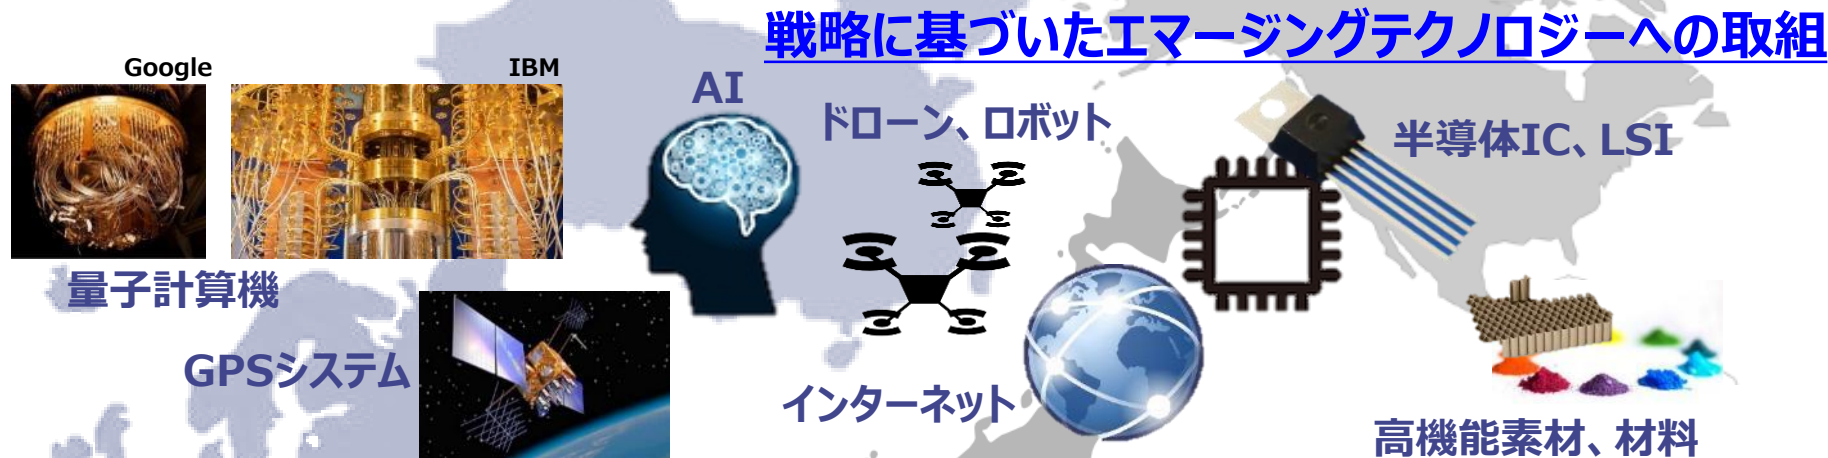 戦略に基づいたエマージングテクノロジーへの取組
Google
IBM
AI
ドローン、ロボット
半導体IC、LSI
量子計算機
GPSシステム
インターネット
高機能素材、材料